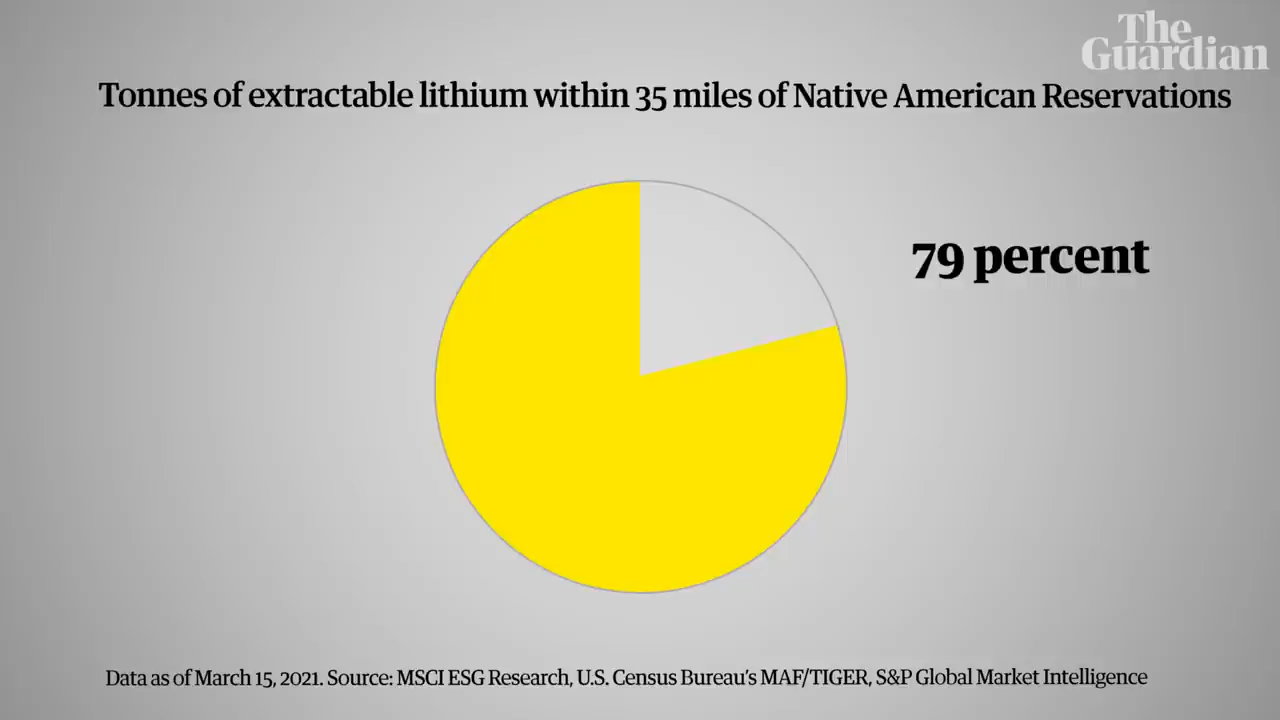 The
Guardian
Tonnes of extractable lithium within 35 miles of Native American Reservations
79 percent
Data as of March 15, 2021. Source: MSCI ESG Research, U.S. Census Bureau's MAF/TIGER, S&P Global Market Intelligence